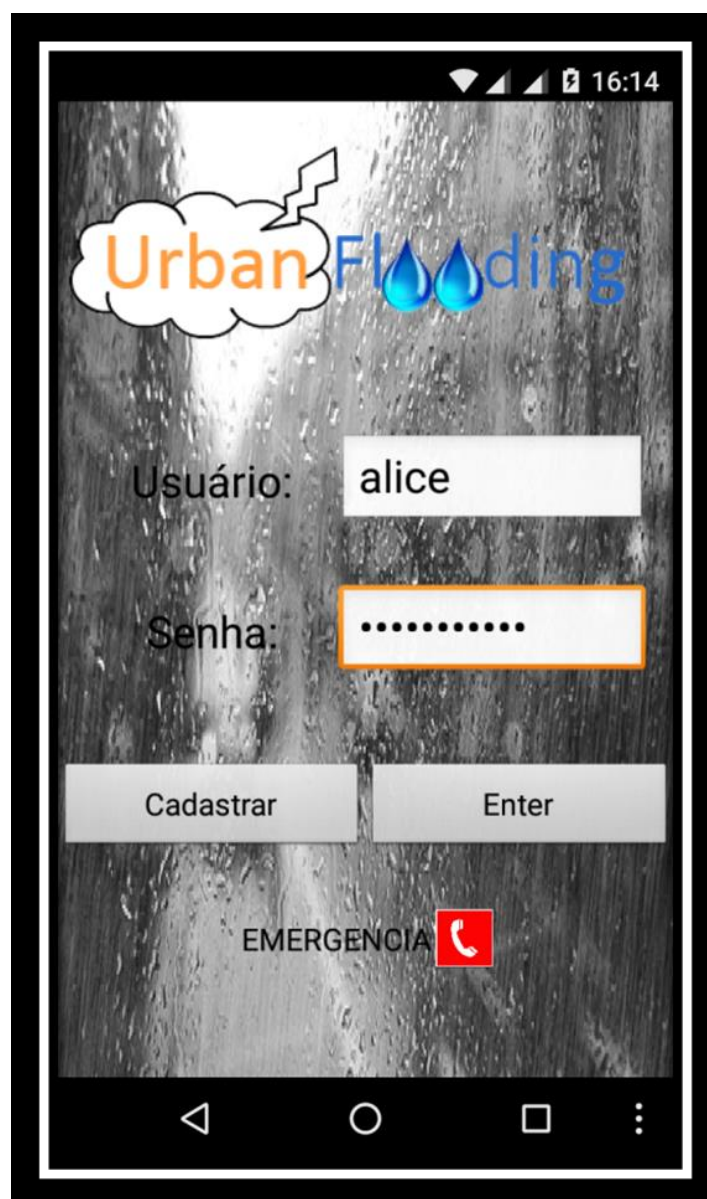 16:14
Urban Flooding
Usuário: alice
Senha: •••••••••••
Cadastrar Enter
EMERGENCIA